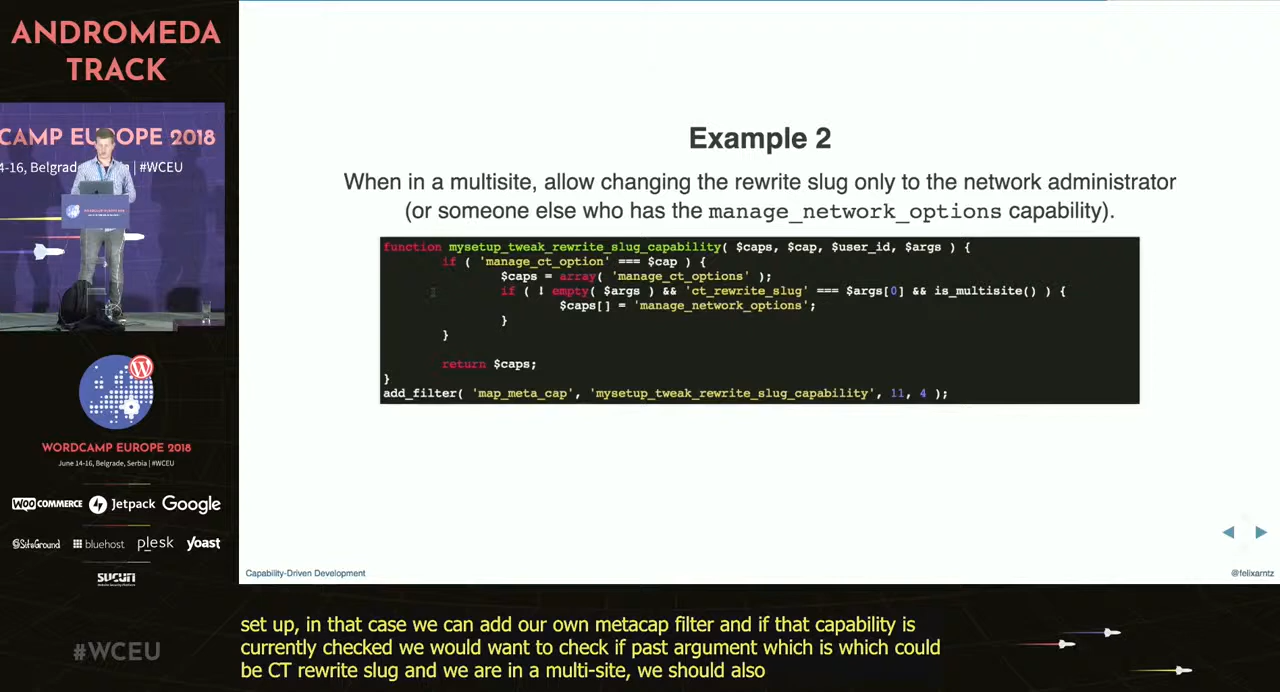 ANDROMEDA
TRACK
CAMP EUROPE 2018
4-16, Belgrade, Serbia | #WCEU
WORDCAMP EUROPE 2018
June 14-16, Belgrade, Serbia | #WCEU
WOO COMMERCE Jetpack Google
SiteGround bluehost plesk yoast
SUCURI
#WCEU
Example 2
When in a multisite, allow changing the rewrite slug only to the network administrator
(or someone else who has the manage_network_options capability).
function mysetup_tweak_rewrite_slug_capability( $caps, $cap, $user_id, $args ) {
if ( 'manage_ct_option' === $cap ) {
$caps = array( 'manage_ct_options' );
if ( ! empty( $args ) && 'ct_rewrite_slug' === $args[0] && is_multisite() ) {
$caps[] = 'manage_network_options';
}
}
return $caps;
}
add_filter( 'map_meta_cap', 'mysetup_tweak_rewrite_slug_capability', 11, 4 );
Capability-Driven Development
@felixarntz
set up, in that case we can add our own metacap filter and if that capability is
currently checked we would want to check if past argument which is which could
be CT rewrite slug and we are in a multi-site, we should also